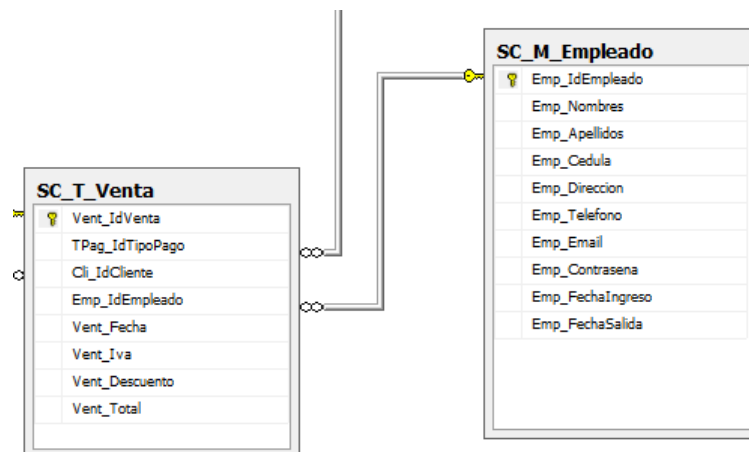 SC_M_Empleado
Emp_IdEmpleado
Emp_Nombres
Emp_Apellidos
Emp_Cedula
Emp_Direccion
Emp_Telefono
Emp_Email
Emp_Contrasena
Emp_FechaIngreso
Emp_FechaSalida
SC_T_Venta
Vent_IdVenta
TPag_IdTipoPago
Cli_IdCliente
Emp_IdEmpleado
Vent_Fecha
Vent_Iva
Vent_Descuento
Vent_Total